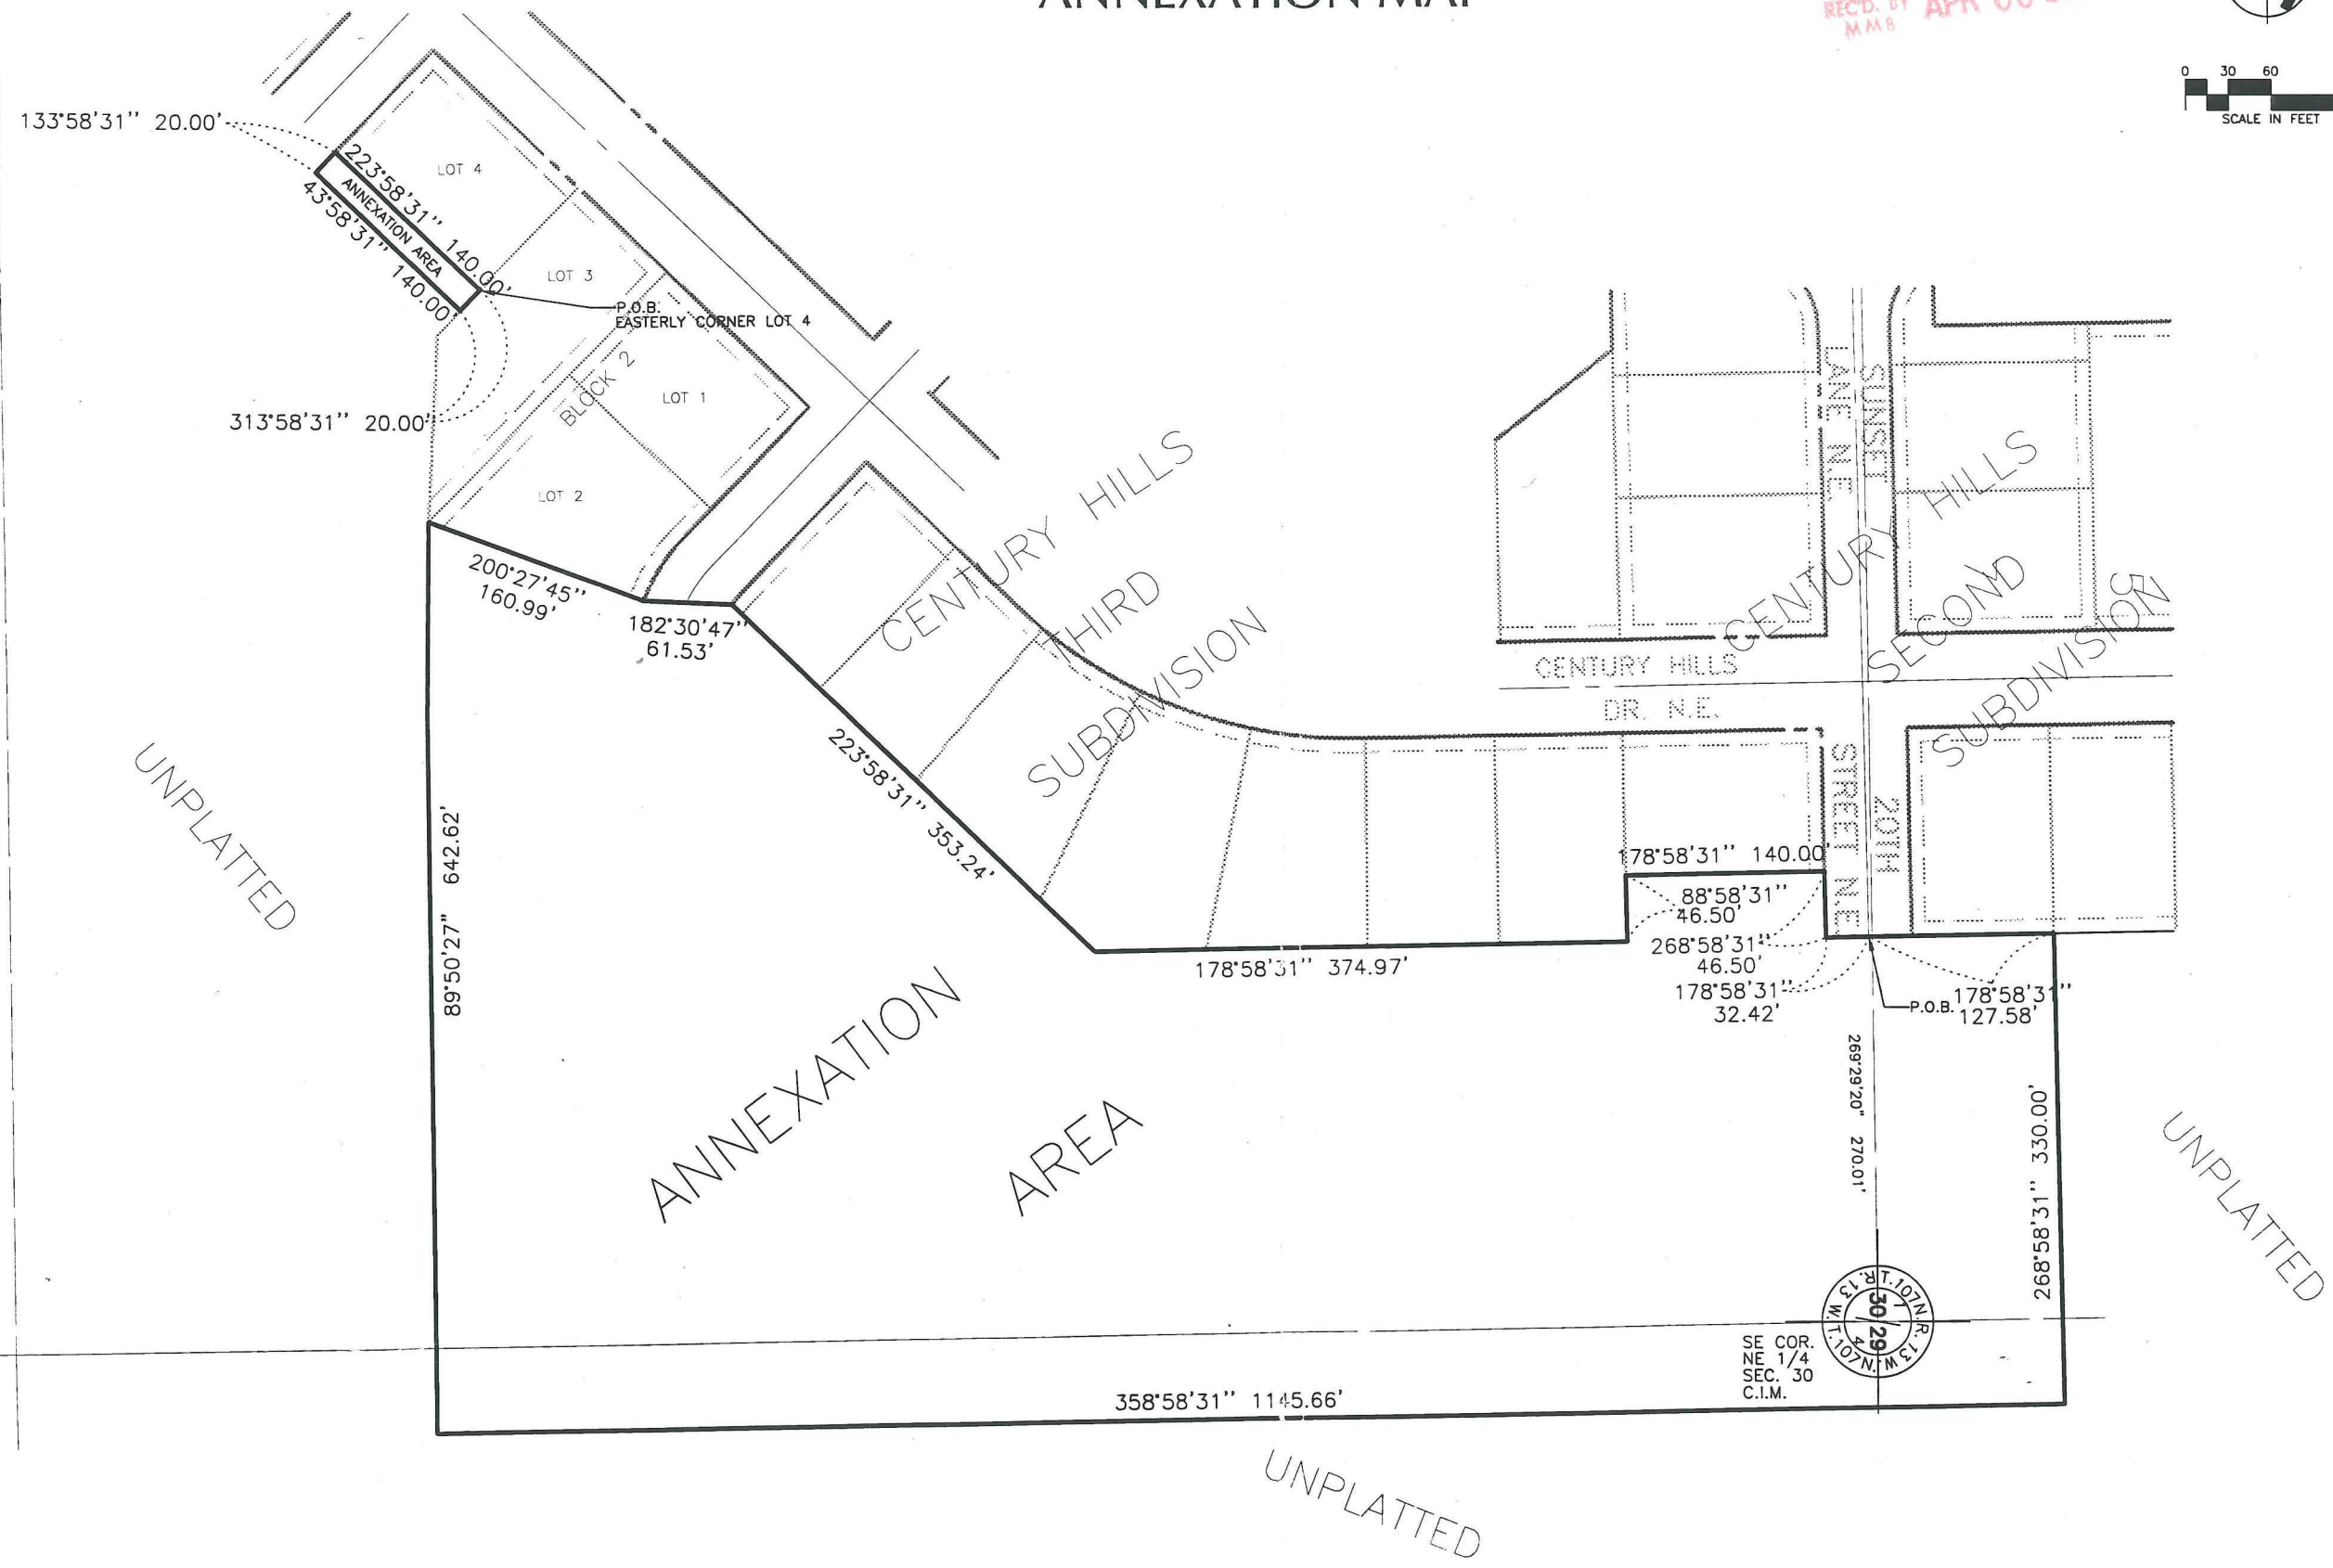 ANNEXATION MAP
REC'D. BY APR
MMB
0 30 60
SCALE IN FEET
133°58'31'' 20.00'
223°58'31'' 140.00'
ANNEXATION AREA
43°58'31'' 140.00'
LOT 4
LOT 3
P.O.B.
EASTERLY CORNER LOT 4
BLOCK 2
LOT 1
313°58'31'' 20.00'
LOT 2
200°27'45''
160.99'
182°30'47''
61.53'
CENTURY HILLS
THIRD
SUBDIVISION
SUNSET
LANE N.E.
CENTURY HILLS
SECOND
SUBDIVISION
5
CENTURY HILLS
DR. N.E.
20TH
STREET N.E.
UNPLATTED
89°50'27'' 642.62'
223°58'31'' 353.24'
178°58'31'' 374.97'
178°58'31'' 140.00'
88°58'31''
46.50'
268°58'31''
46.50'
178°58'31''
32.42'
P.O.B.
178°58'31''
127.58'
269°29'20" 270.01'
268°58'31'' 330.00'
UNPLATTED
ANNEXATION
AREA
T.107N.R. 13 W.
T.107N. R. 13 W.
30 29
SE COR.
NE 1/4
SEC. 30
C.I.M.
358°58'31'' 1145.66'
UNPLATTED